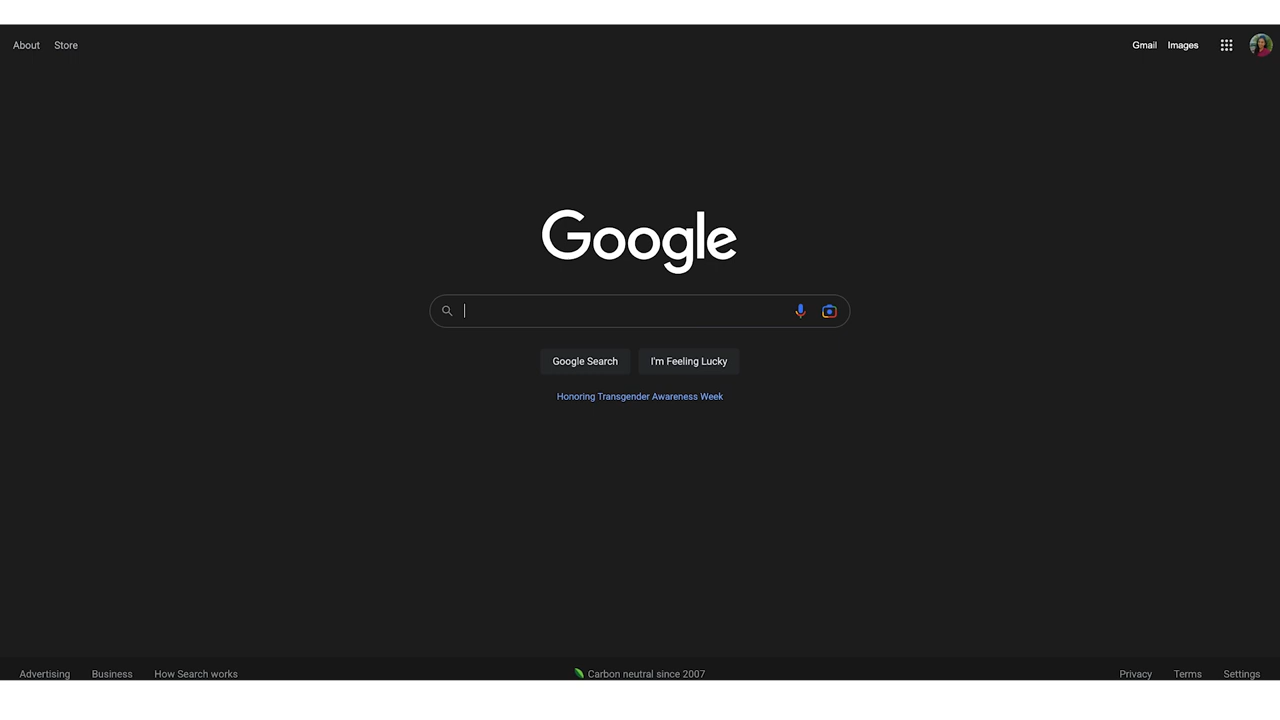 About Store Gmail Images
Google
Google Search I'm Feeling Lucky
Honoring Transgender Awareness Week
Advertising Business How Search works Carbon neutral since 2007 Privacy Terms Settings